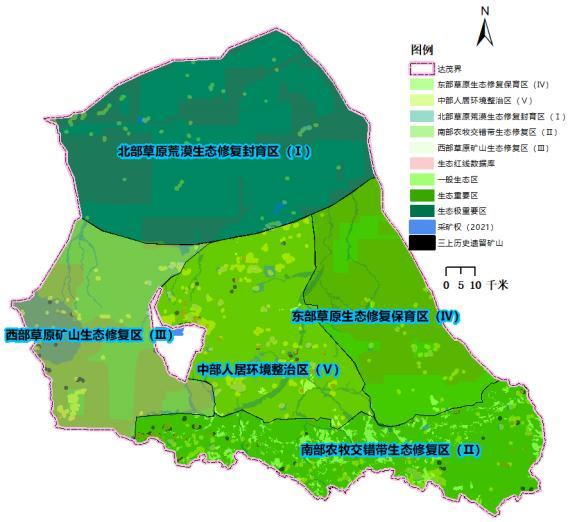 N
图例
达茂界
东部草原生态修复保育区（Ⅳ）
中部人居环境整治区（Ⅴ）
北部草原荒漠生态修复封育区（Ⅰ）
南部农牧交错带生态修复区（Ⅱ）
西部草原矿山生态修复区（Ⅲ）
生态红线数据库
一般生态区
生态重要区
生态极重要区
采矿权（2021）
三上历史遗留矿山
0 5 10 千米
北部草原荒漠生态修复封育区（Ⅰ）
东部草原生态修复保育区（Ⅳ）
西部草原矿山生态修复区（Ⅲ）
中部人居环境整治区（Ⅴ）
南部农牧交错带生态修复区（Ⅱ）